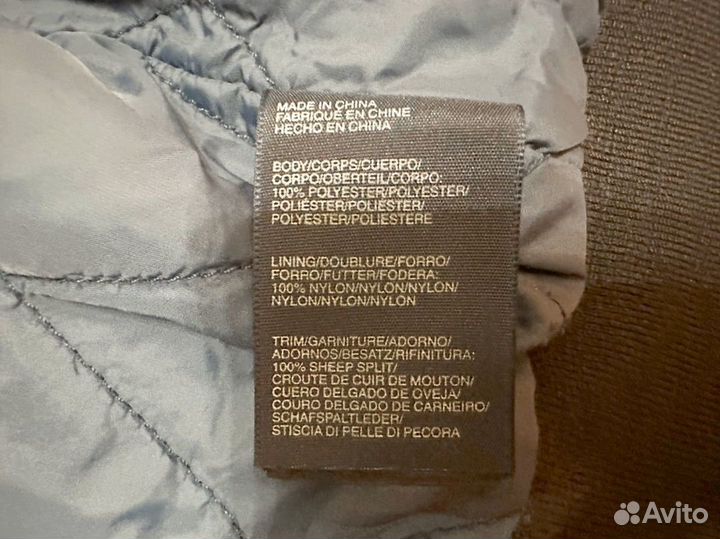 MADE IN CHINA
FABRIQUÉ EN CHINE
HECHO EN CHINA
BODY/CORPS/CUERPO/
CORPO/OBERTEIL/CORPO:
100% POLYESTER/POLYESTER/
POLIÉSTER/POLIÉSTER/
POLYESTER/POLIESTERE
LINING/DOUBLURE/FORRO/
FORRO/FUTTER/FODERA:
100% NYLON/NYLON/NYLON/
NYLON/NYLON/NYLON
TRIM/GARNITURE/ADORNO/
ADORNOS/BESATZ/RIFINITURA:
100% SHEEP SPLIT/
CROUTE DE CUIR DE MOUTON/
CUERO DELGADO DE OVEJA/
COURO DELGADO DE CARNEIRO/
SCHAFSPALTLEDER/
STISCIA DI PELLE DI PECORA
Avito